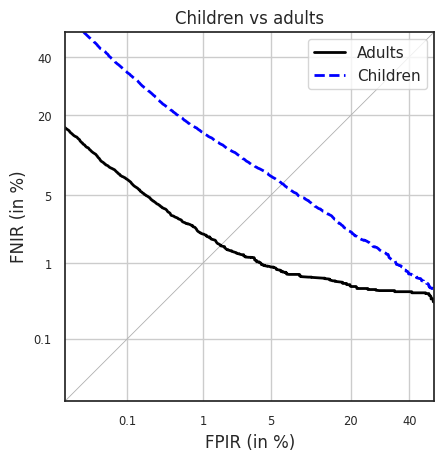 Children vs adults
Adults
Children
FNIR (in %)
40
20
5
1
0.1
0.1 1 5 20 40
FPIR (in %)